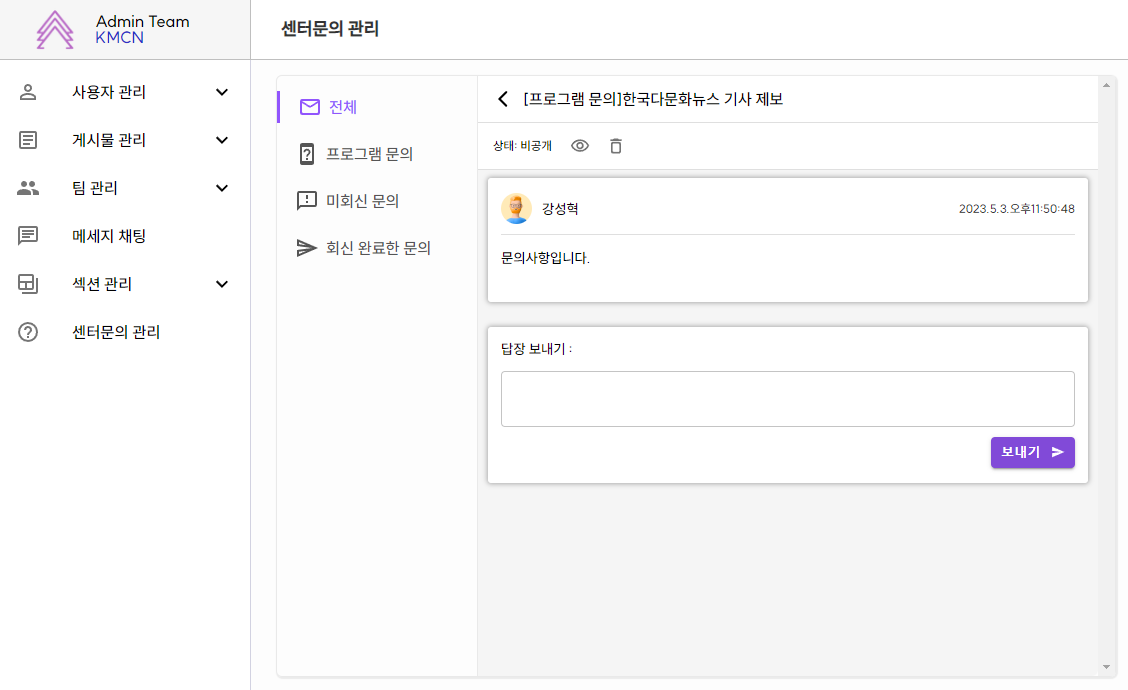 Admin Team
KMCN
센터문의 관리
사용자 관리
게시물 관리
팀 관리
메세지 채팅
섹션 관리
센터문의 관리
전체
프로그램 문의
미회신 문의
회신 완료한 문의
[프로그램 문의]한국다문화뉴스 기사 제보
상태: 비공개
강성혁
2023.5.3.오후11:50:48
문의사항입니다.
답장 보내기 :
보내기